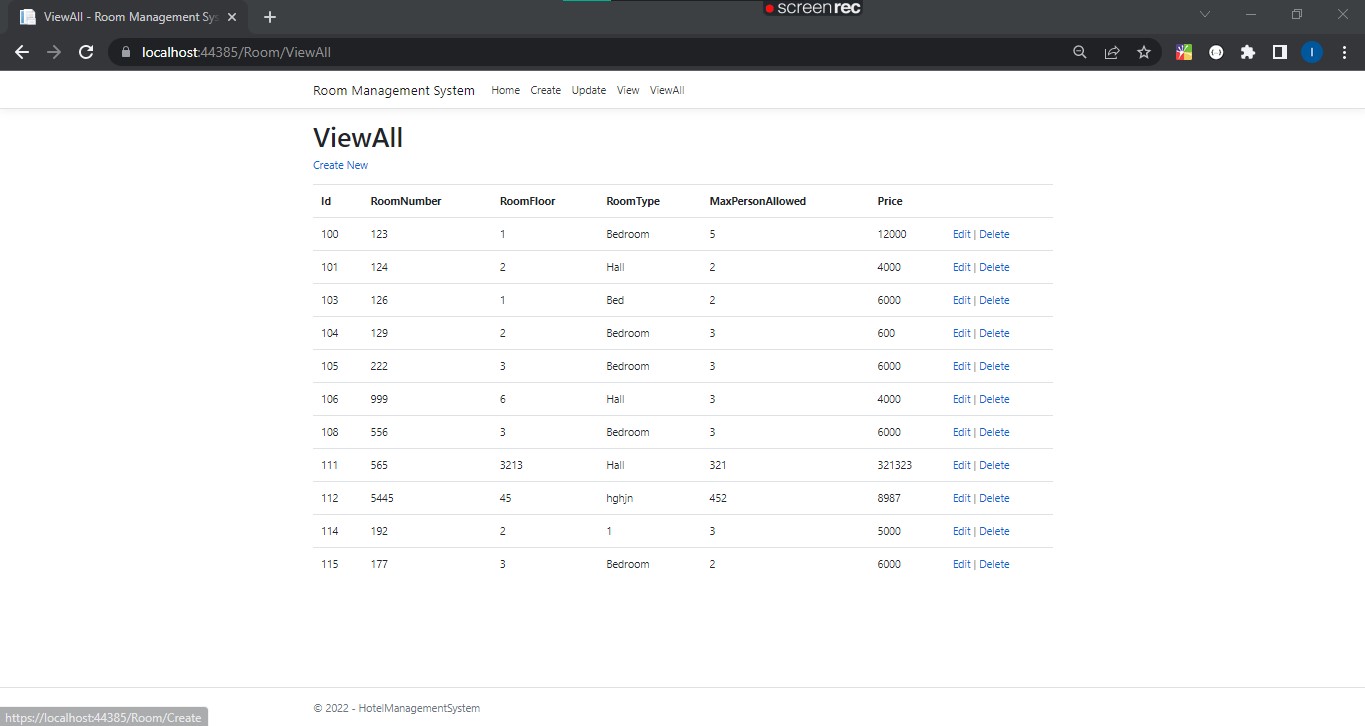 ViewAll - Room Management Sys
screenrec
localhost:44385/Room/ViewAll
I
Room Management System Home Create Update View ViewAll
ViewAll
Create New
Id RoomNumber RoomFloor RoomType MaxPersonAllowed Price
100 123 1 Bedroom 5 12000 Edit | Delete
101 124 2 Hall 2 4000 Edit | Delete
103 126 1 Bed 2 6000 Edit | Delete
104 129 2 Bedroom 3 600 Edit | Delete
105 222 3 Bedroom 3 6000 Edit | Delete
106 999 6 Hall 3 4000 Edit | Delete
108 556 3 Bedroom 3 6000 Edit | Delete
111 565 3213 Hall 321 321323 Edit | Delete
112 5445 45 hghjn 452 8987 Edit | Delete
114 192 2 1 3 5000 Edit | Delete
115 177 3 Bedroom 2 6000 Edit | Delete
© 2022 - HotelManagementSystem
https://localhost:44385/Room/Create